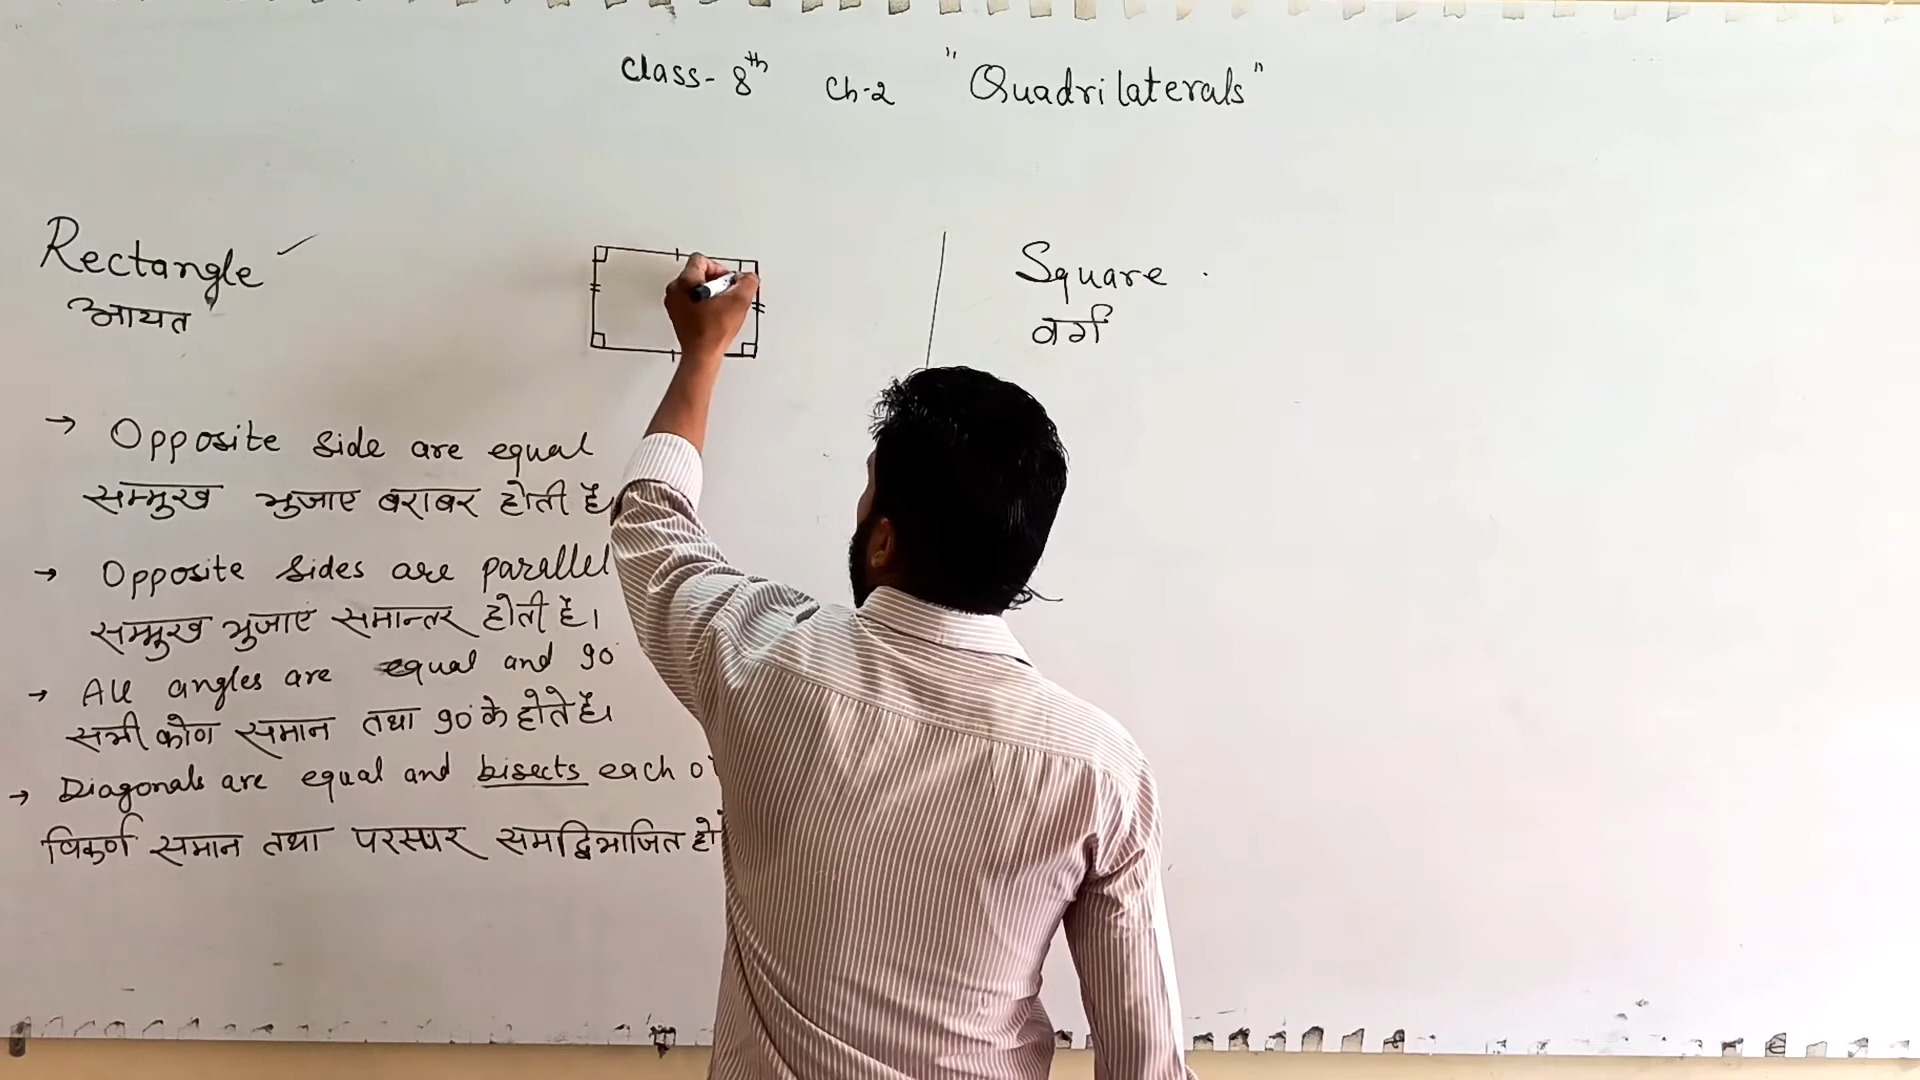 Class-8th Ch-2 "Quadrilaterals"
Rectangle
आयत
Square
वर्ग
→ Opposite side are equal
सम्मुख भुजाए बराबर होती हैं।
→ Opposite sides are parallel
सम्मुख भुजाएं समान्तर होती हैं।
→ All angles are equal and 90°
सभी कोण समान तथा 90° के होते हैं।
→ Diagonals are equal and bisects each
विकर्ण समान तथा परस्पर समद्विभाजित